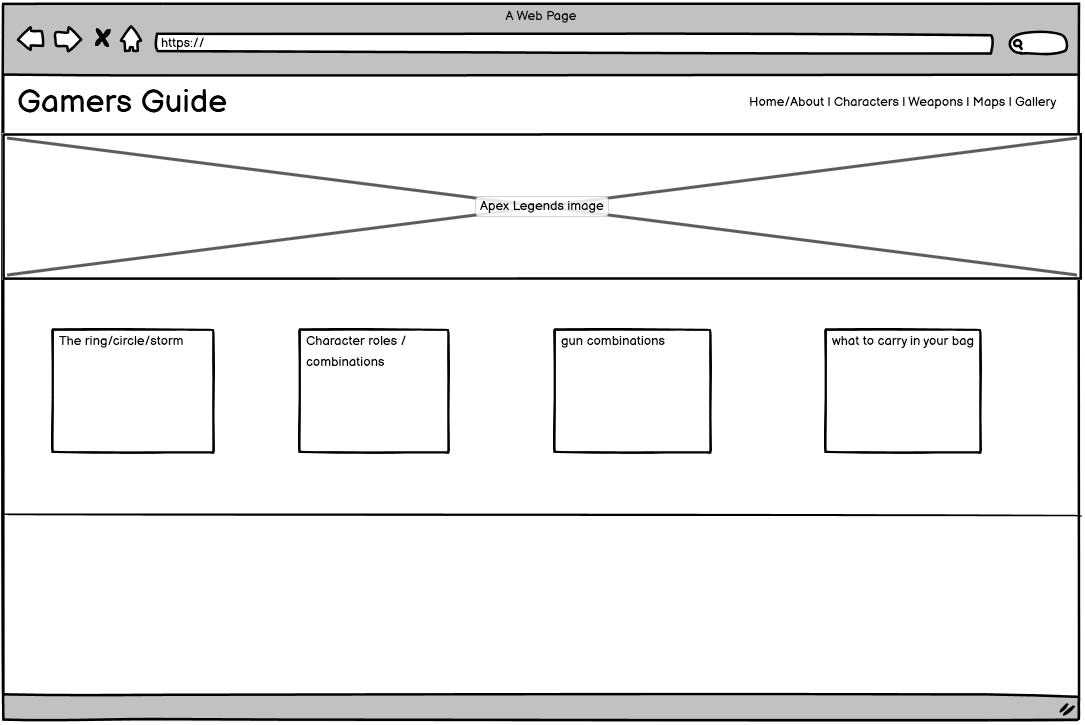 A Web Page
https://
Gamers Guide
Home/About | Characters | Weapons | Maps | Gallery
Apex Legends image
The ring/circle/storm
Character roles /
combinations
gun combinations
what to carry in your bag